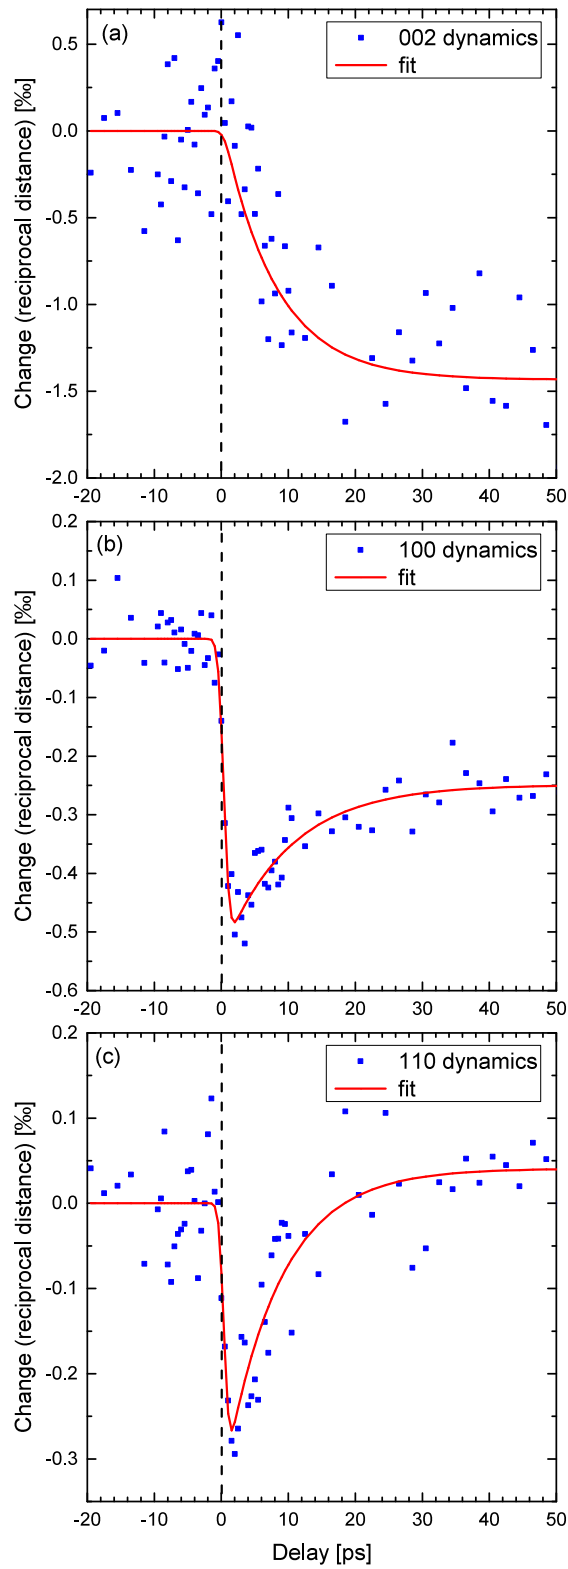 (a)
002 dynamics
fit
Change (reciprocal distance) [‰]
0.5
0.0
-0.5
-1.0
-1.5
-2.0
-20 -10 0 10 20 30 40 50
(b)
100 dynamics
fit
Change (reciprocal distance) [‰]
0.2
0.1
0.0
-0.1
-0.2
-0.3
-0.4
-0.5
-0.6
-20 -10 0 10 20 30 40 50
(c)
110 dynamics
fit
Change (reciprocal distance) [‰]
0.2
0.1
0.0
-0.1
-0.2
-0.3
-20 -10 0 10 20 30 40 50
Delay [ps]